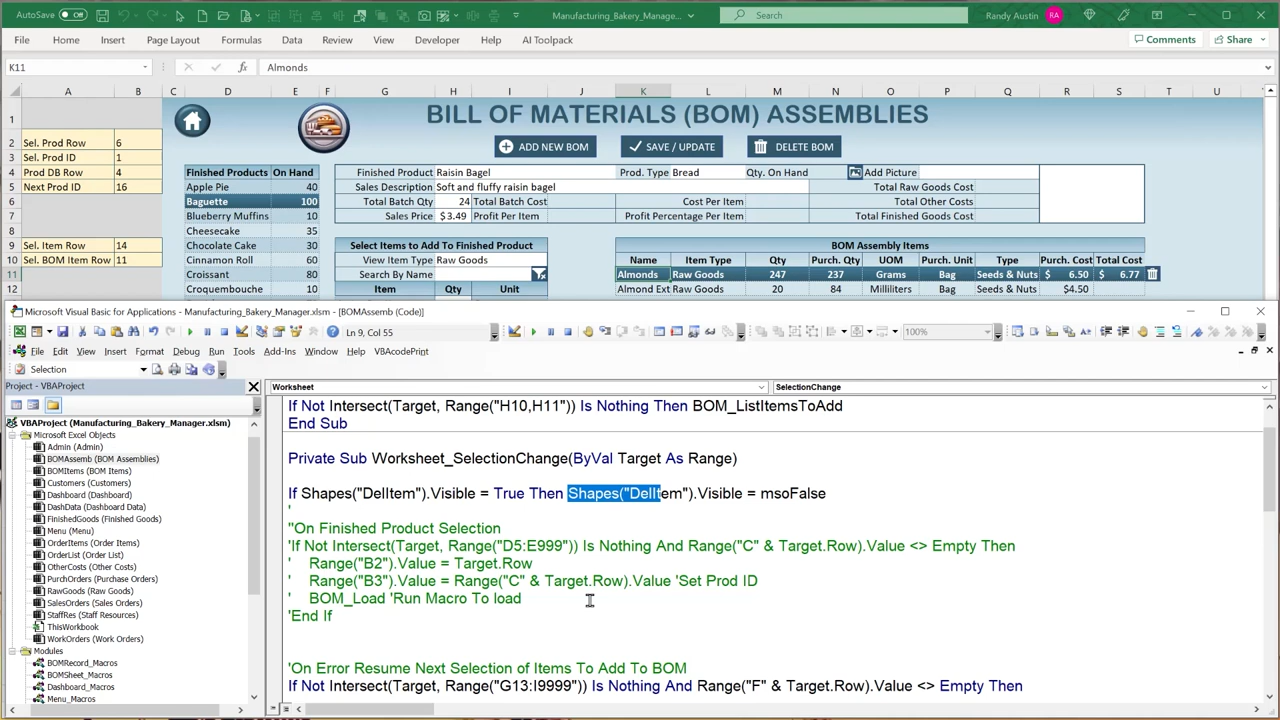 AutoSave Off Manufacturing_Bakery_Manage... Search Randy Austin RA
File Home Insert Page Layout Formulas Data Review View Developer Help AI Toolpack Comments Share
K11 fx Almonds
A B C D E F G H I J K L M N O P Q R S T U
1 BILL OF MATERIALS (BOM) ASSEMBLIES
2 Sel. Prod Row 6
3 Sel. Prod ID 1 ADD NEW BOM SAVE / UPDATE DELETE BOM
4 Prod DB Row 4 Finished Products On Hand Finished Product Raisin Bagel Prod. Type Bread Qty. On Hand Add Picture Total Raw Goods Cost
5 Next Prod ID 16 Apple Pie 40 Sales Description Soft and fluffy raisin bagel Total Other Costs
6 Baguette 100 Total Batch Qty 24 Total Batch Cost Cost Per Item Total Finished Goods Cost
7 Blueberry Muffins 10 Sales Price $ 3.49 Profit Per Item Profit Percentage Per Item
8 Cheesecake 35
9 Sel. Item Row 14 Chocolate Cake 30 Select Items to Add To Finished Product BOM Assembly Items
10 Sel. BOM Item Row 11 Cinnamon Roll 60 View Item Type Raw Goods Name Item Type Qty Purch. Qty UOM Purch. Unit Type Purch. Cost Total Cost
11 Croissant 80 Search By Name Almonds Raw Goods 247 237 Grams Bag Seeds & Nuts $ 6.50 $ 6.77
12 Croquembouche 10 Item Qty Unit Almond Ext Raw Goods 20 84 Milliliters Bag Seeds & Nuts $4.50
Microsoft Visual Basic for Applications - Manufacturing_Bakery_Manager.xlsm - [BOMAssemb (Code)]
Ln 9, Col 55 100%
File Edit View Insert Format Debug Run Tools Add-Ins Window Help VBAcodePrint
Selection
Project - VBAProject
Worksheet SelectionChange
VBAProject (Manufacturing_Bakery_Manager.xlsm)
Microsoft Excel Objects
Admin (Admin)
BOMAssemb (BOM Assemblies)
BOMItems (BOM Items)
Customers (Customers)
Dashboard (Dashboard)
DashData (Dashboard Data)
FinishedGoods (Finished Goods)
Menu (Menu)
OrderItems (Order Items)
OrderList (Order List)
OtherCosts (Other Costs)
PurchOrders (Purchase Orders)
RawGoods (Raw Goods)
SalesOrders (Sales Orders)
StaffRes (Staff Resources)
ThisWorkbook
WorkOrders (Work Orders)
Modules
BOMRecord_Macros
BOMSheet_Macros
Dashboard_Macros
Menu_Macros
If Not Intersect(Target, Range("H10,H11")) Is Nothing Then BOM_ListItemsToAdd
End Sub
Private Sub Worksheet_SelectionChange(ByVal Target As Range)
If Shapes("DelItem").Visible = True Then Shapes("DelItem").Visible = msoFalse
'
''On Finished Product Selection
'If Not Intersect(Target, Range("D5:E999")) Is Nothing And Range("C" & Target.Row).Value <> Empty Then
' Range("B2").Value = Target.Row
' Range("B3").Value = Range("C" & Target.Row).Value 'Set Prod ID
' BOM_Load 'Run Macro To load
'End If
'On Error Resume Next Selection of Items To Add To BOM
If Not Intersect(Target, Range("G13:I9999")) Is Nothing And Range("F" & Target.Row).Value <> Empty Then